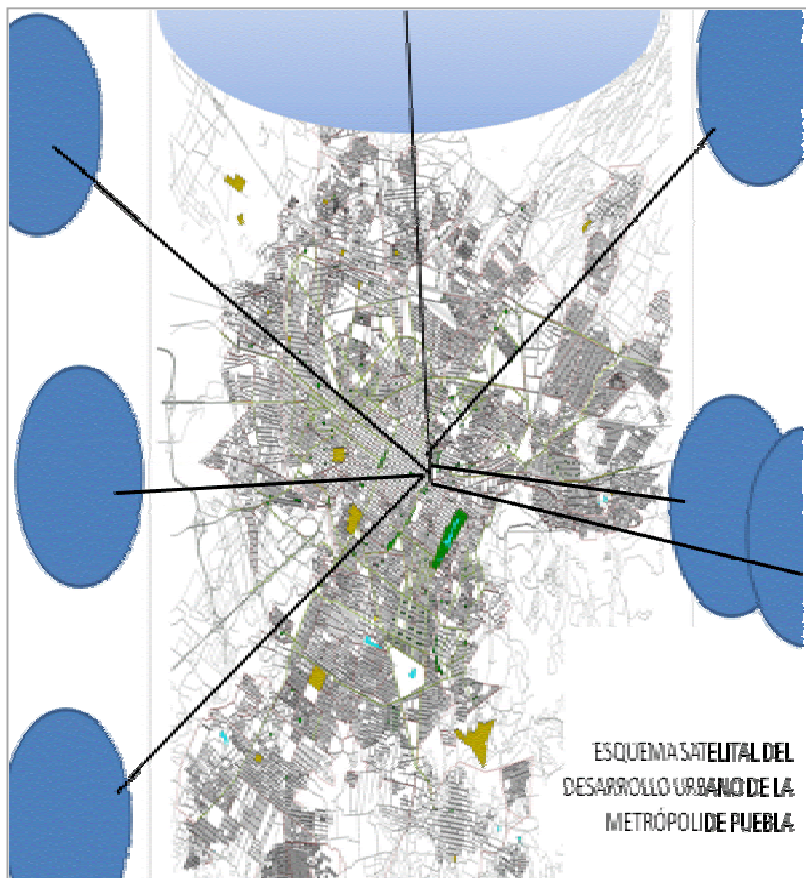 ESQUEMA SATELITAL DEL
DESARROLLO URBANO DE LA
METRÓPOLI DE PUEBLA